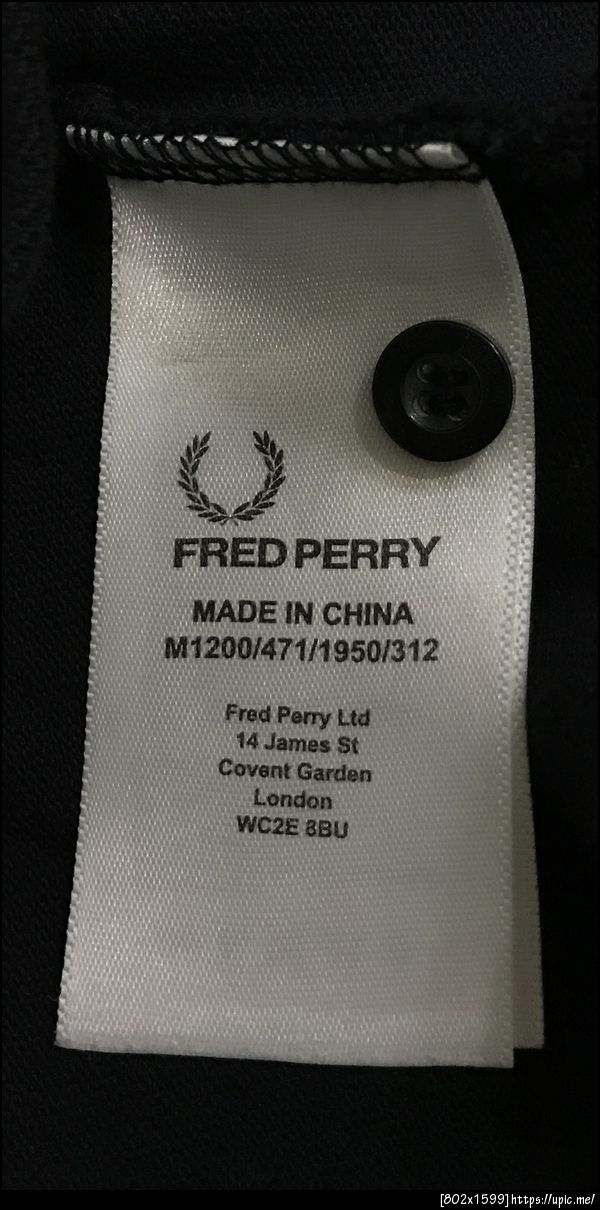 FRED PERRY
MADE IN CHINA
M1200/471/1950/312
Fred Perry Ltd
14 James St
Covent Garden
London
WC2E 8BU
[802x1599]https://upic.me/